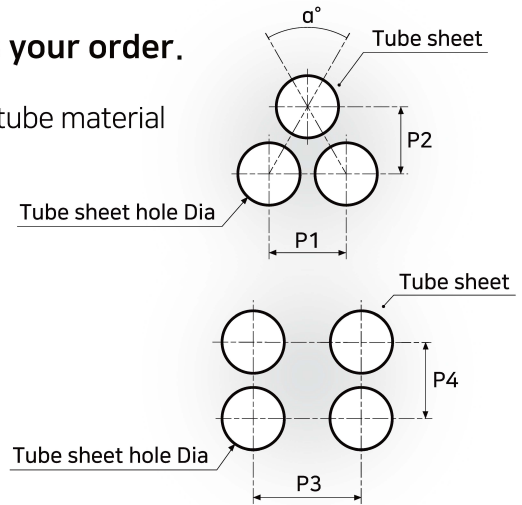 α°
your order.
Tube sheet
tube material
P2
Tube sheet hole Dia
P1
Tube sheet
P4
Tube sheet hole Dia
P3